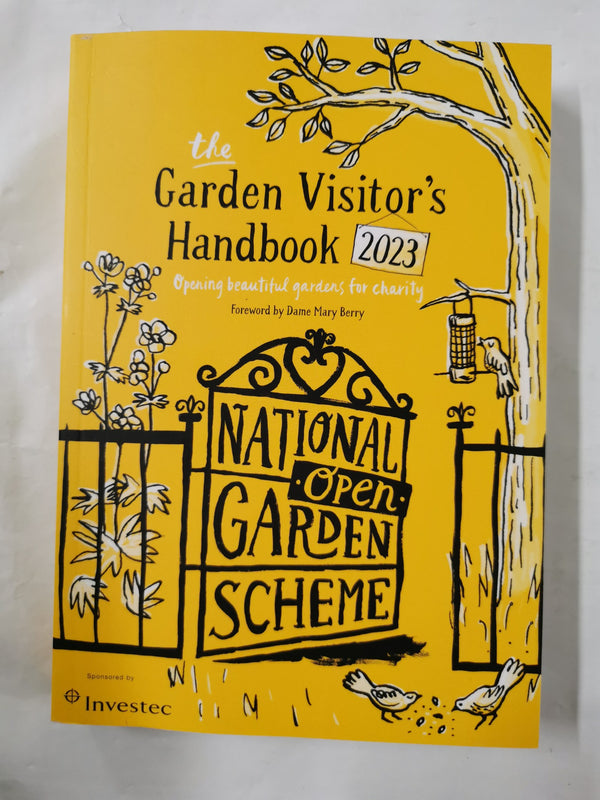 the
Garden Visitor's
Handbook 2023
Opening beautiful gardens for charity
Foreword by Dame Mary Berry
NATIONAL
·Open·
GARDEN
SCHEME
Sponsored by
Investec